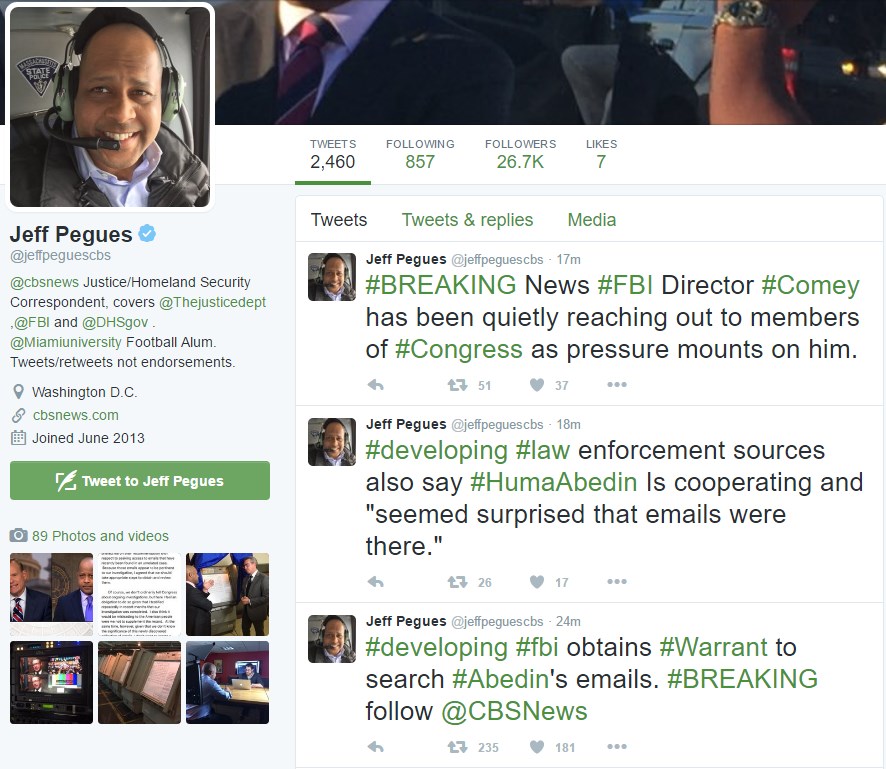 MASSACHUSETTS
STATE
POLICE
TWEETS
2,460
FOLLOWING
857
FOLLOWERS
26.7K
LIKES
7
Jeff Pegues
@jeffpeguescbs
@cbsnews Justice/Homeland Security
Correspondent, covers @Thejusticedept
,@FBI and @DHSgov .
@Miamiuniversity Football Alum.
Tweets/retweets not endorsements.
Washington D.C.
cbsnews.com
Joined June 2013
Tweet to Jeff Pegues
89 Photos and videos
Tweets Tweets & replies Media
Jeff Pegues @jeffpeguescbs · 17m
#BREAKING News #FBI Director #Comey
has been quietly reaching out to members
of #Congress as pressure mounts on him.
51 37
Jeff Pegues @jeffpeguescbs · 18m
#developing #law enforcement sources
also say #HumaAbedin Is cooperating and
"seemed surprised that emails were
there."
26 17
Jeff Pegues @jeffpeguescbs · 24m
#developing #fbi obtains #Warrant to
search #Abedin's emails. #BREAKING
follow @CBSNews
235 181